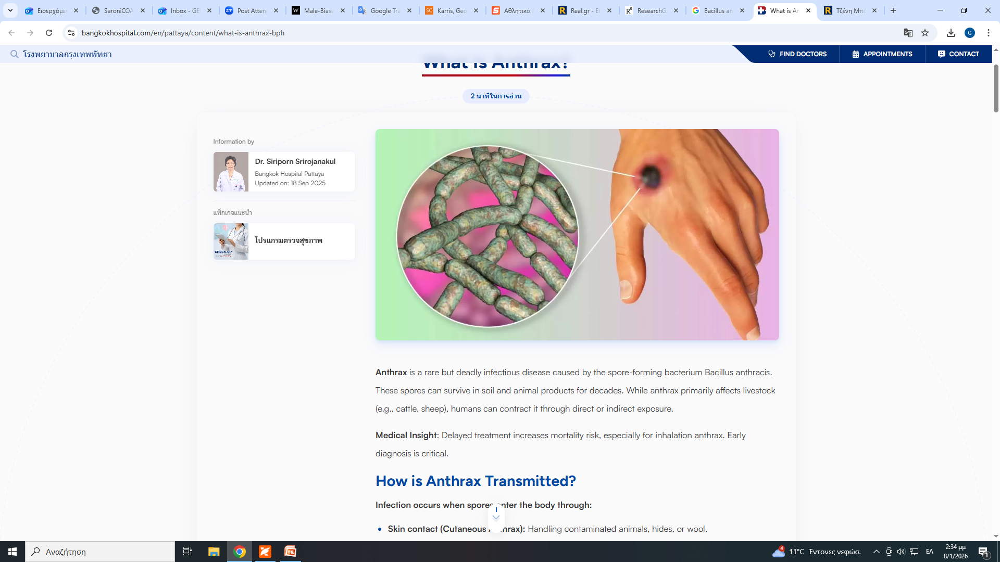 Εισερχόμε
SaroniCOA
Inbox - GE
Post Atten
Male-Biase
Google Tra
Karris, Geo
Αθλητικά
Real.gr - Ε
ResearchG
Bacillus an
What is An
Τζένη Μπ
bangkokhospital.com/en/pattaya/content/what-is-anthrax-bph
G
โรงพยาบาลกรุงเทพพัทยา
FIND DOCTORS
APPOINTMENTS
CONTACT
What is Anthrax?
2 นาทีในการอ่าน
Information by
Dr. Siriporn Srirojanakul
Bangkok Hospital Pattaya
Updated on: 18 Sep 2025
แพ็กเกจแนะนำ
CHECK-UP
โปรแกรมตรวจสุขภาพ
Anthrax is a rare but deadly infectious disease caused by the spore-forming bacterium Bacillus anthracis.
These spores can survive in soil and animal products for decades. While anthrax primarily affects livestock
(e.g., cattle, sheep), humans can contract it through direct or indirect exposure.
Medical Insight: Delayed treatment increases mortality risk, especially for inhalation anthrax. Early
diagnosis is critical.
How is Anthrax Transmitted?
Infection occurs when spores enter the body through:
Skin contact (Cutaneous Anthrax): Handling contaminated animals, hides, or wool.
Αναζήτηση
4
11°C Έντονες νεφώσ.
ΕΛ
2:34 μμ
8/1/2026
1